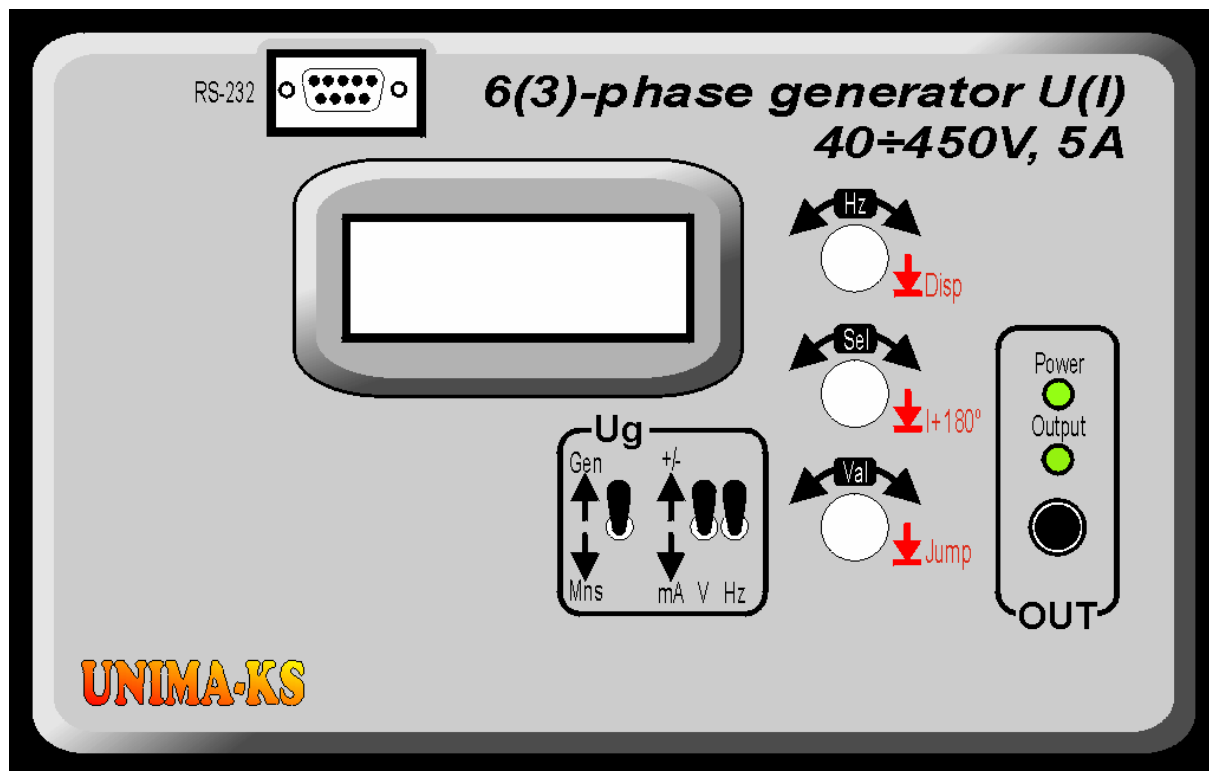 RS-232
6(3)-phase generator U(I)
40÷450V, 5A
Hz
Disp
Sel
I+180º
Val
Jump
Power
Output
OUT
Ug
Gen +/-
Mns mA V Hz
UNIMA-KS